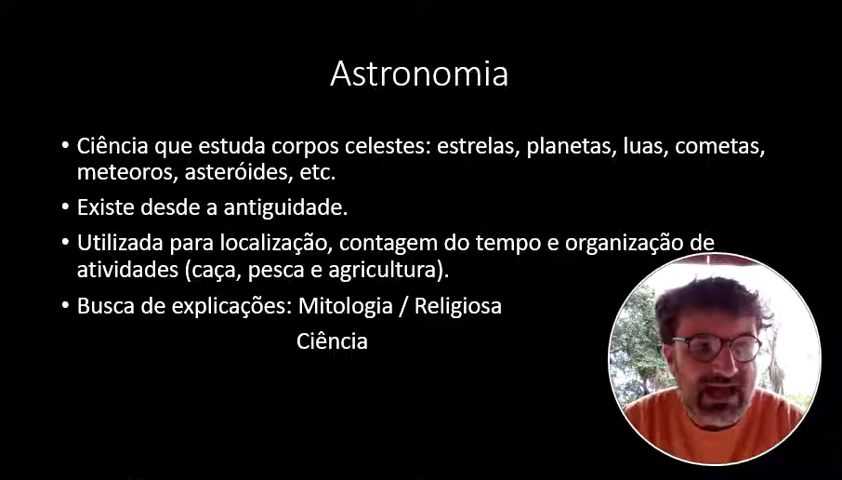 Astronomia
• Ciência que estuda corpos celestes: estrelas, planetas, luas, cometas,
meteoros, asteróides, etc.
• Existe desde a antiguidade.
• Utilizada para localização, contagem do tempo e organização de
atividades (caça, pesca e agricultura).
• Busca de explicações: Mitologia / Religiosa
Ciência